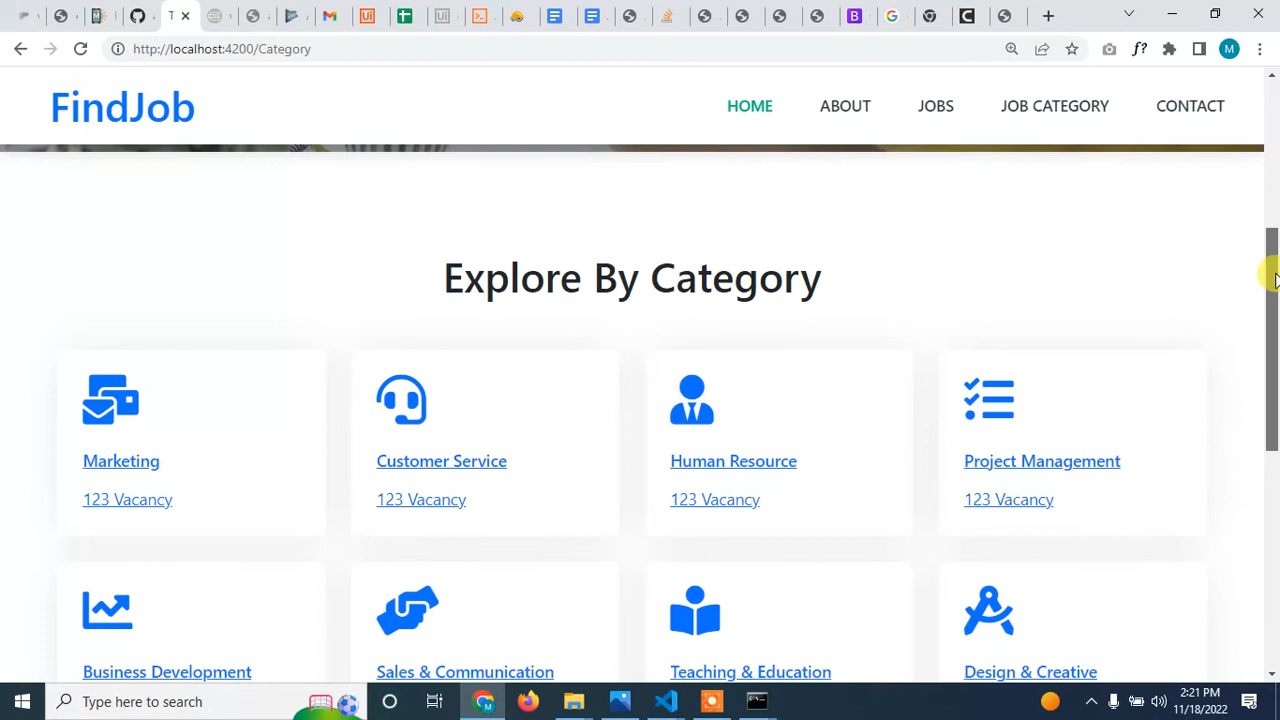 T
http://localhost:4200/Category
M
FindJob
HOME
ABOUT
JOBS
JOB CATEGORY
CONTACT
Explore By Category
Marketing
Customer Service
Human Resource
Project Management
123 Vacancy
123 Vacancy
123 Vacancy
123 Vacancy
Business Development
Sales & Communication
Teaching & Education
Design & Creative
Type here to search
2:21 PM
11/18/2022